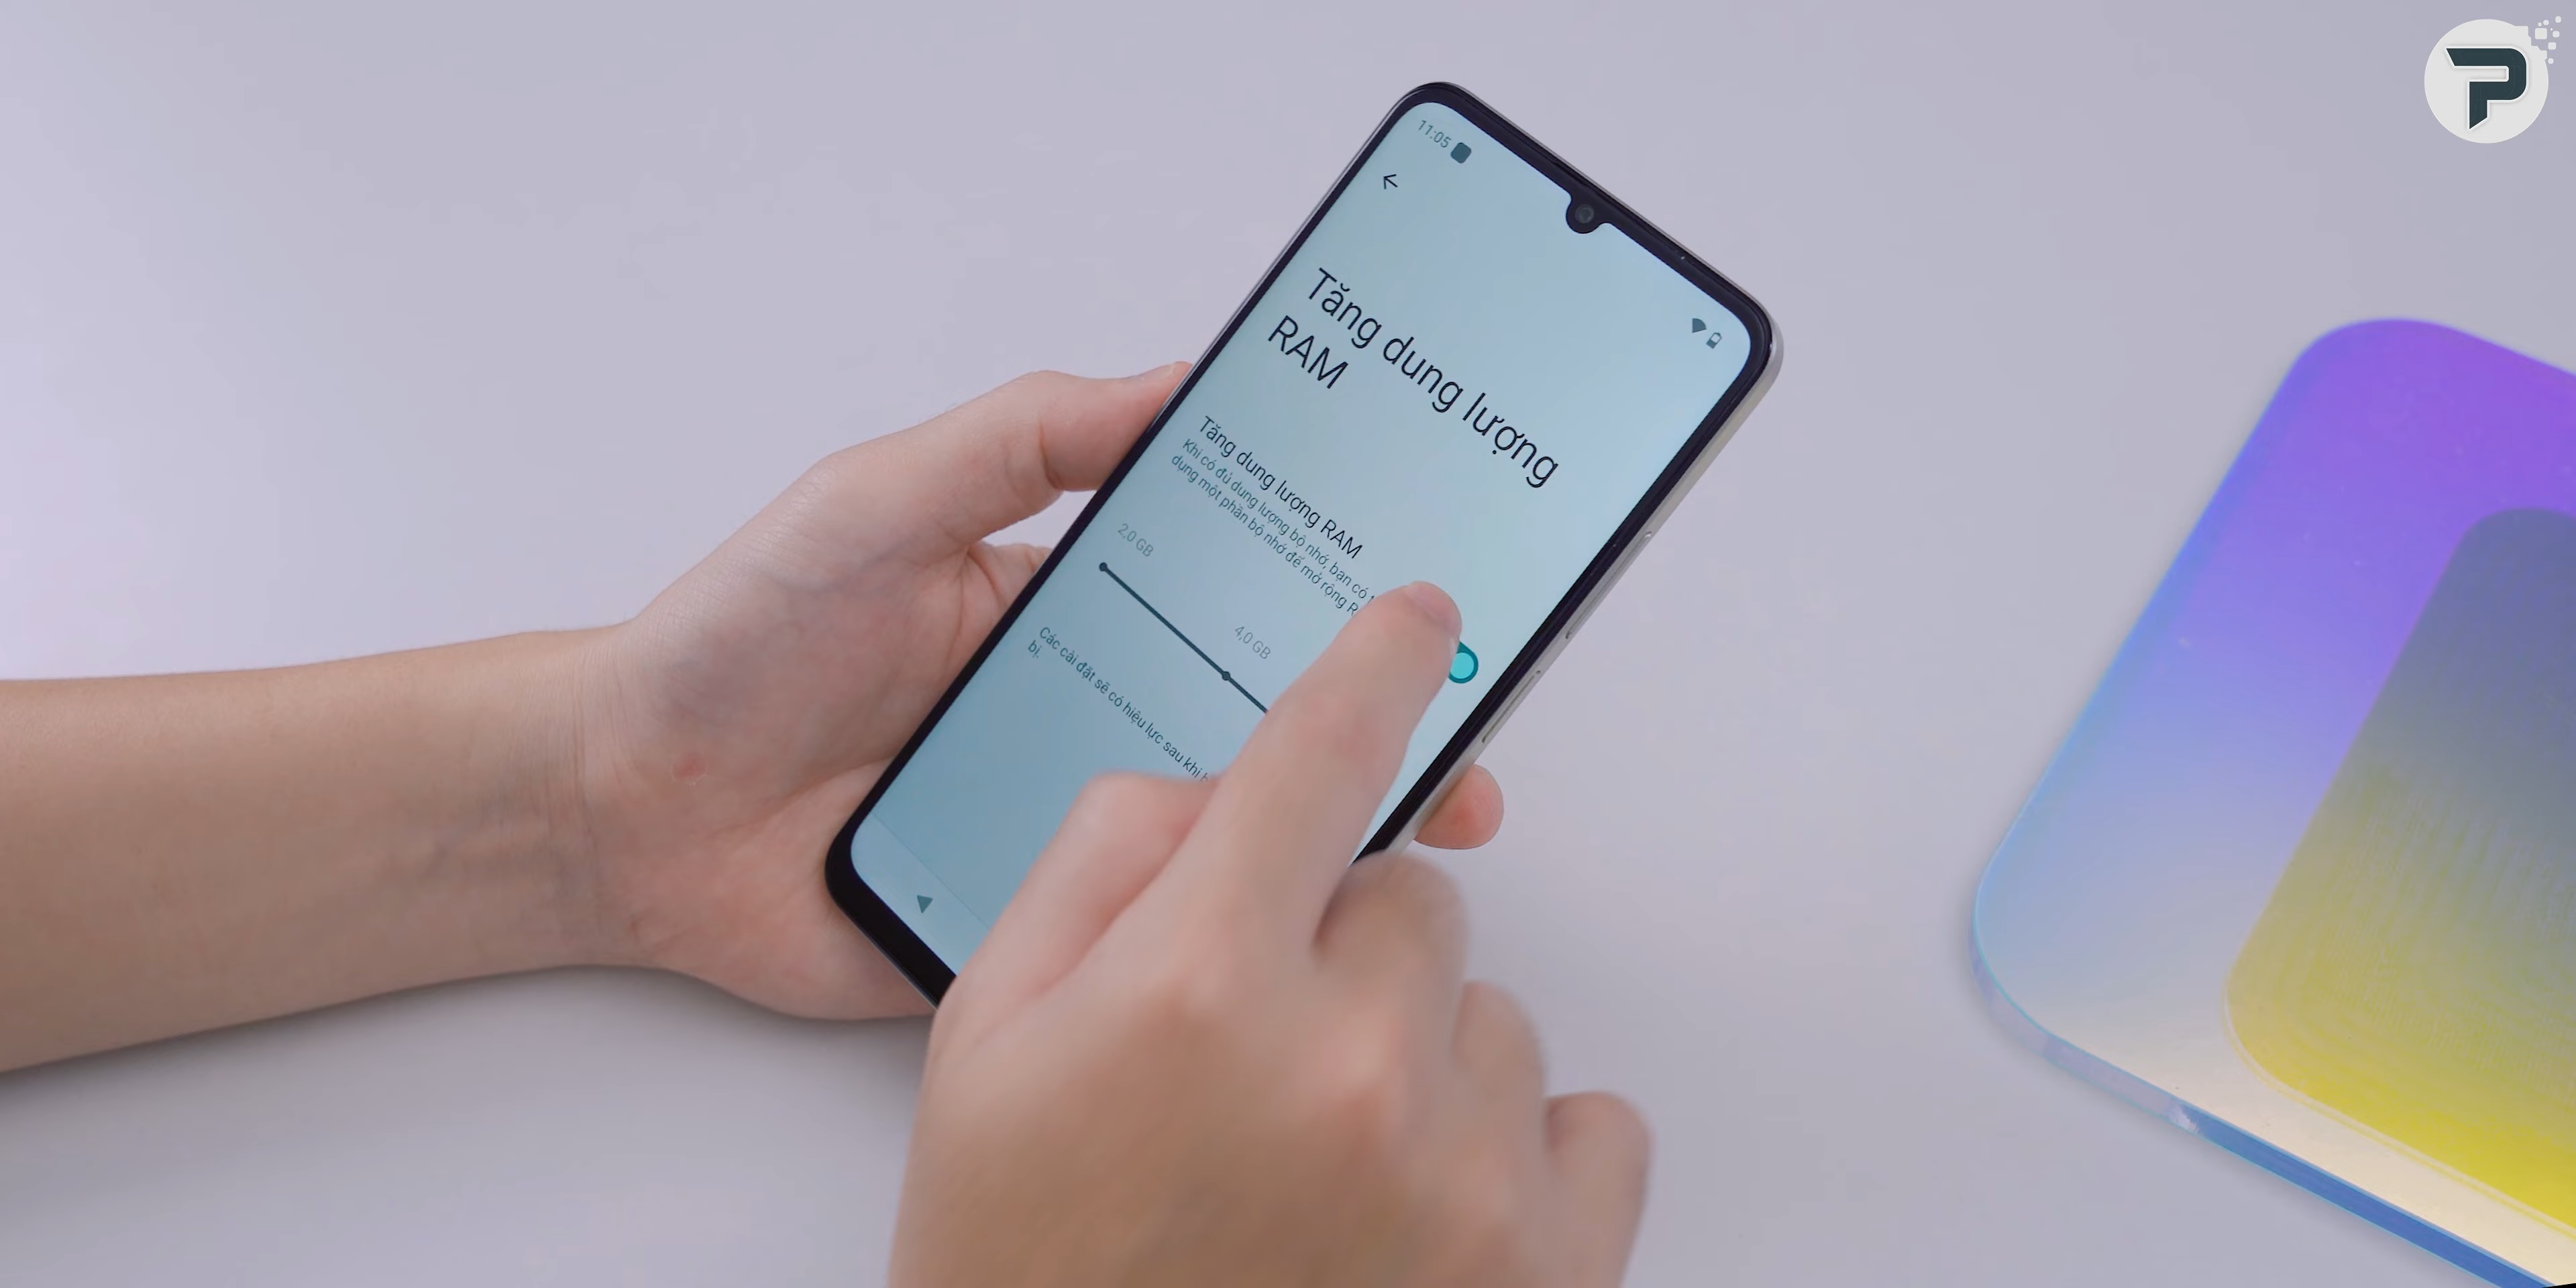 11:05
Tăng dung lượng
RAM
Tăng dung lượng RAM
Khi có đủ dung lượng bộ nhớ, bạn có
dụng một phần bộ nhớ để mở rộng
2,0 GB
4,0 GB
Các cài đặt sẽ có hiệu lực sau khi
bị.
P